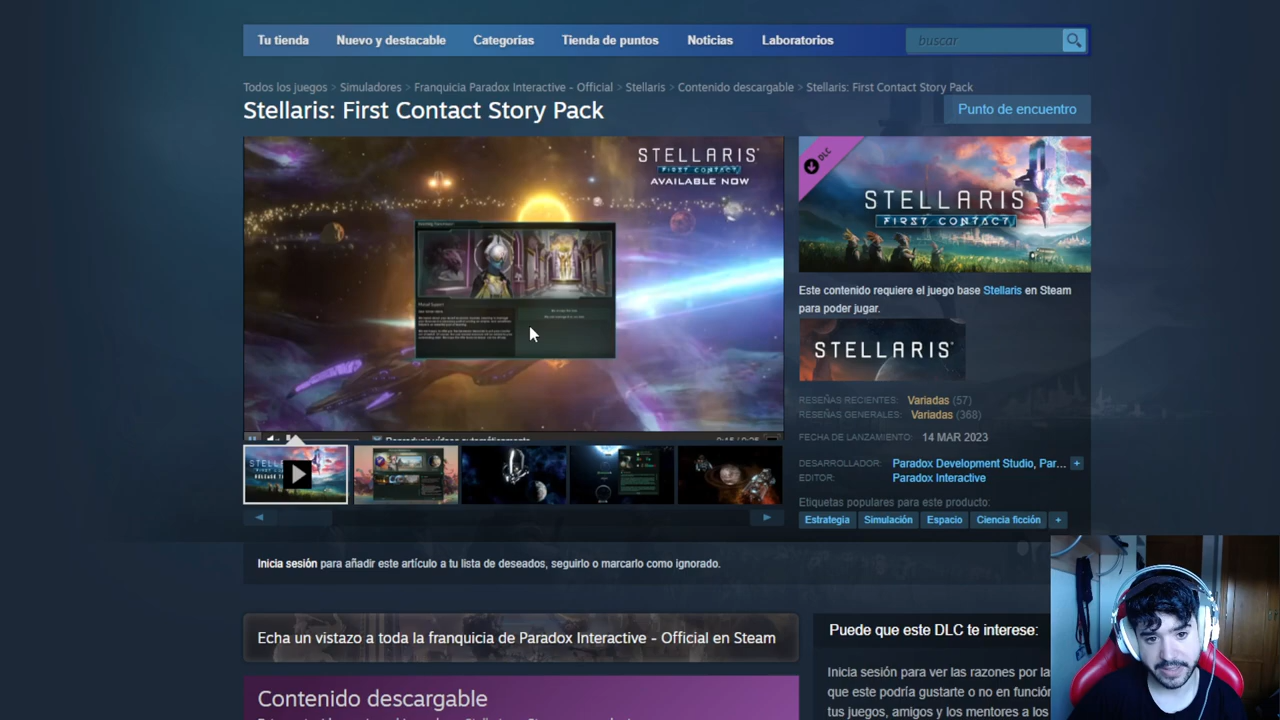 Tu tienda
Nuevo y destacable
Categorías
Tienda de puntos
Noticias
Laboratorios
buscar
Todos los juegos > Simuladores > Franquicia Paradox Interactive - Official > Stellaris > Contenido descargable > Stellaris: First Contact Story Pack
Stellaris: First Contact Story Pack
Punto de encuentro
STELLARIS
FIRST CONTACT
AVAILABLE NOW
DLC
STELLARIS
FIRST CONTACT
Este contenido requiere el juego base Stellaris en Steam
para poder jugar.
STELLARIS
RESEÑAS RECIENTES: Variadas (57)
RESEÑAS GENERALES: Variadas (368)
FECHA DE LANZAMIENTO: 14 MAR 2023
DESARROLLADOR: Paradox Development Studio, Par... +
EDITOR: Paradox Interactive
Etiquetas populares para este producto:
Estrategia
Simulación
Espacio
Ciencia ficción
+
Inicia sesión para añadir este artículo a tu lista de deseados, seguirlo o marcarlo como ignorado.
Echa un vistazo a toda la franquicia de Paradox Interactive - Official en Steam
Contenido descargable
Puede que este DLC te interese:
Inicia sesión para ver las razones por la
que este podría gustarte o no en funció
tus juegos, amigos y los mentores a los